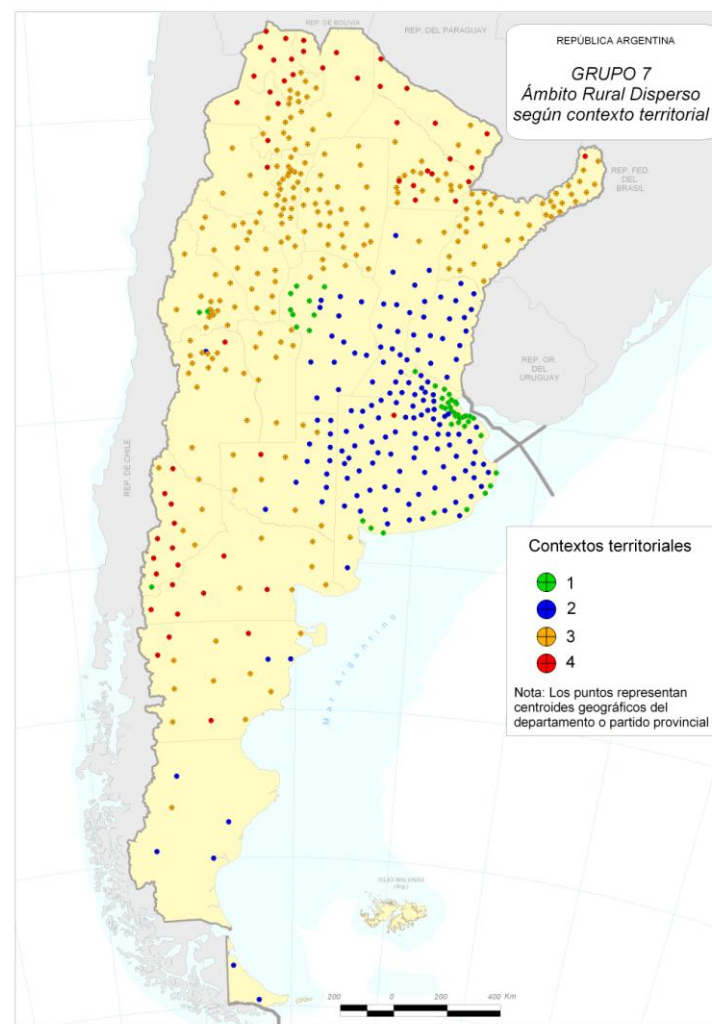 REP. DE BOLIVIA
REP. DEL PARAGUAY
REPÚBLICA ARGENTINA
GRUPO 7
Ámbito Rural Disperso
según contexto territorial
REP. FED.
DEL
BRASIL
REP. OR.
DEL
URUGUAY
REP. DE CHILE
Contextos territoriales
1
2
3
4
Nota: Los puntos representan
centroides geográficos del
departamento o partido provincial
Mar Argentino
ISLAS MALVINAS
(Arg.)
200 0 200 400 Km